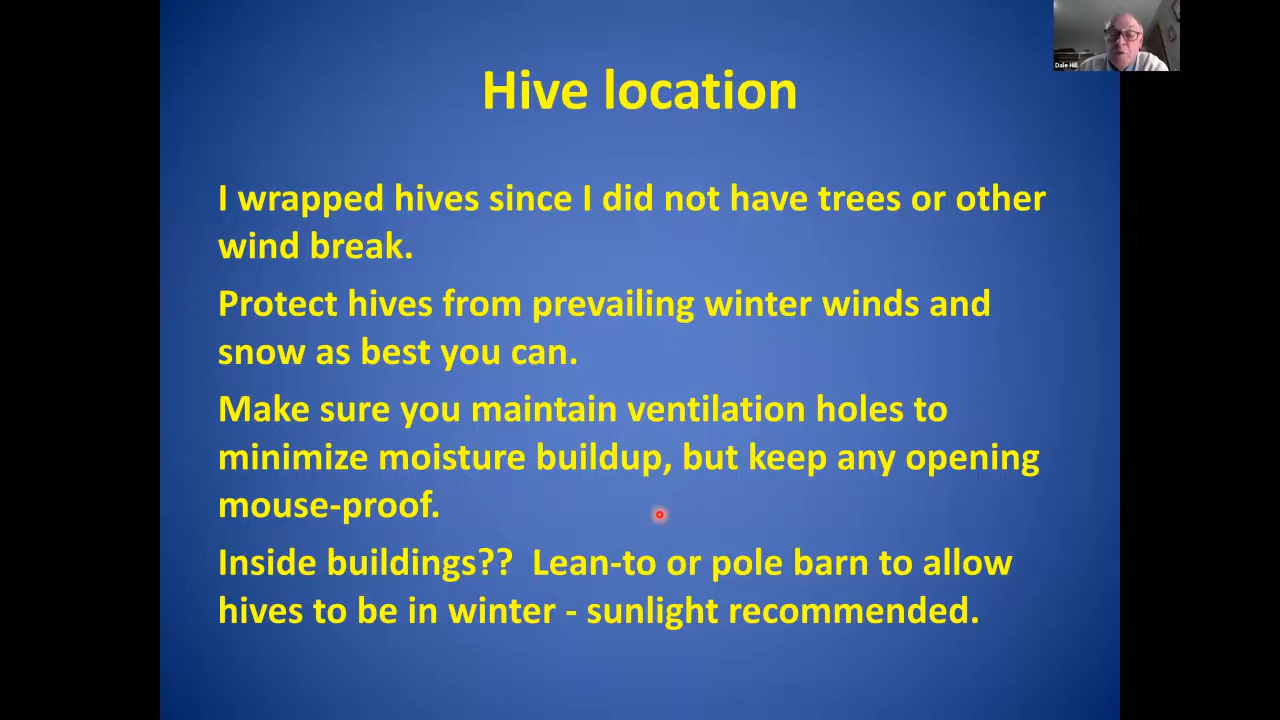 Dale Hill
Hive location
I wrapped hives since I did not have trees or other
wind break.
Protect hives from prevailing winter winds and
snow as best you can.
Make sure you maintain ventilation holes to
minimize moisture buildup, but keep any opening
mouse-proof.
Inside buildings??  Lean-to or pole barn to allow
hives to be in winter - sunlight recommended.